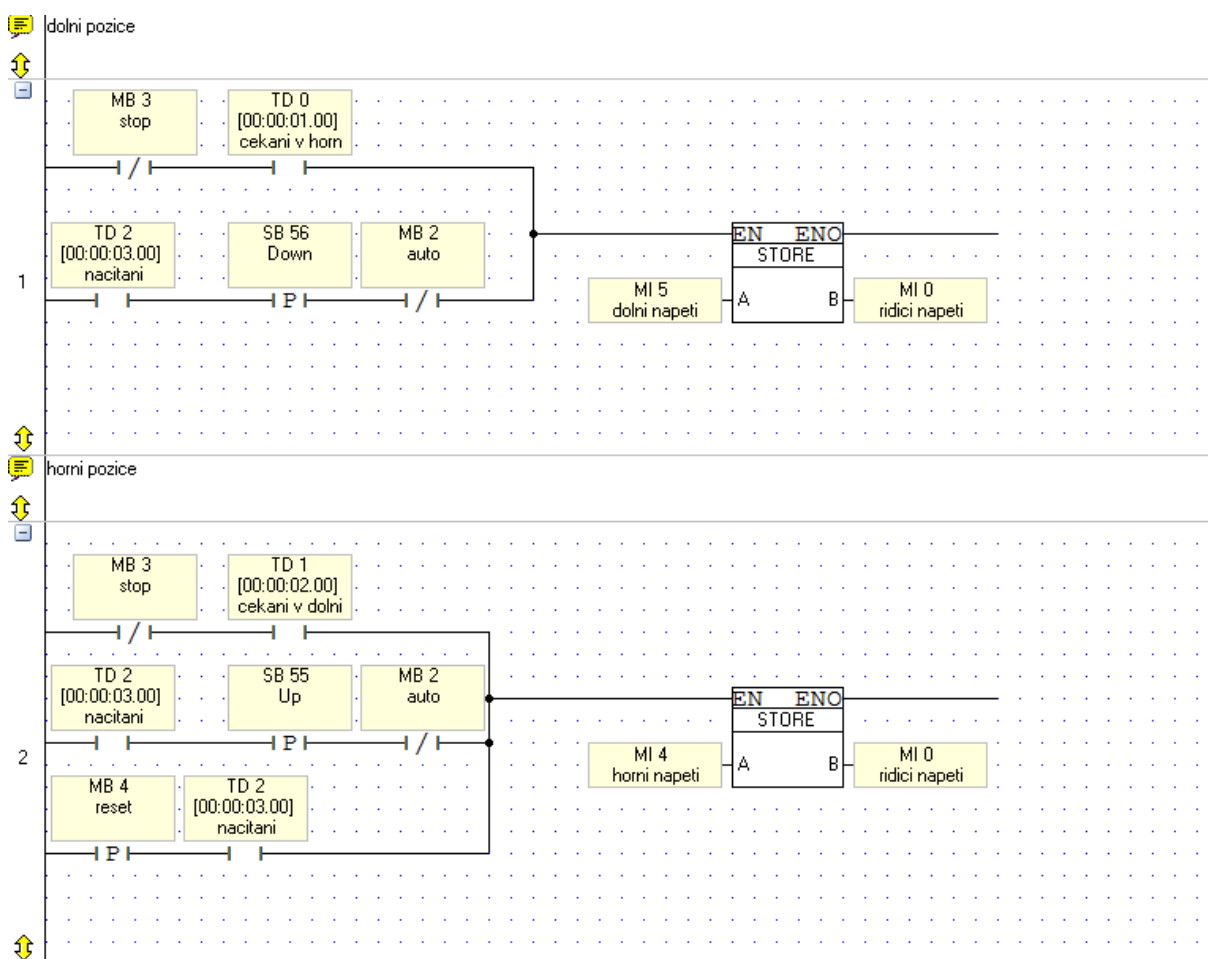 dolni pozice
MB 3
stop
TD 0
[00:00:01.00]
cekani v horn
TD 2
[00:00:03.00]
nacitani
SB 56
Down
MB 2
auto
P
1
EN ENO
STORE
MI 5
dolni napeti
A B
MI 0
ridici napeti
horni pozice
MB 3
stop
TD 1
[00:00:02.00]
cekani v dolni
TD 2
[00:00:03.00]
nacitani
SB 55
Up
MB 2
auto
P
2
EN ENO
STORE
MI 4
horni napeti
A B
MI 0
ridici napeti
MB 4
reset
TD 2
[00:00:03.00]
nacitani
P